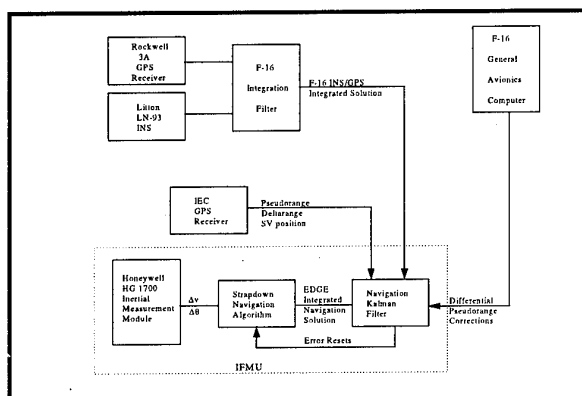 Rockwell
3A
GPS
Receiver
Litton
LN-93
INS
F-16
Integration
Filter
F-16 INS/GPS
Integrated Solution
F-16
General
Avionics
Computer
IEC
GPS
Receiver
Pseudorange
Deltarange
SV position
Honeywell
HG 1700
Inertial
Measurement
Module
Δv
Δθ
Strapdown
Navigation
Algorithm
EDGE
Integrated
Navigation
Solution
Navigation
Kalman
Filter
Differential
Pseudorange
Corrections
Error Resets
IFMU